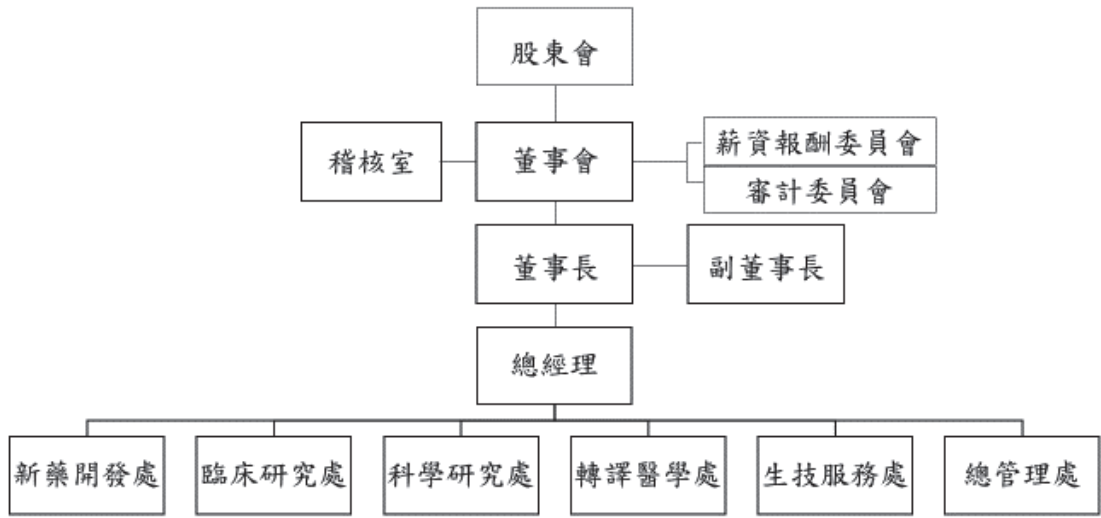 股東會
稽核室
董事會
薪資報酬委員會
審計委員會
董事長
副董事長
總經理
新藥開發處
臨床研究處
科學研究處
轉譯醫學處
生技服務處
總管理處